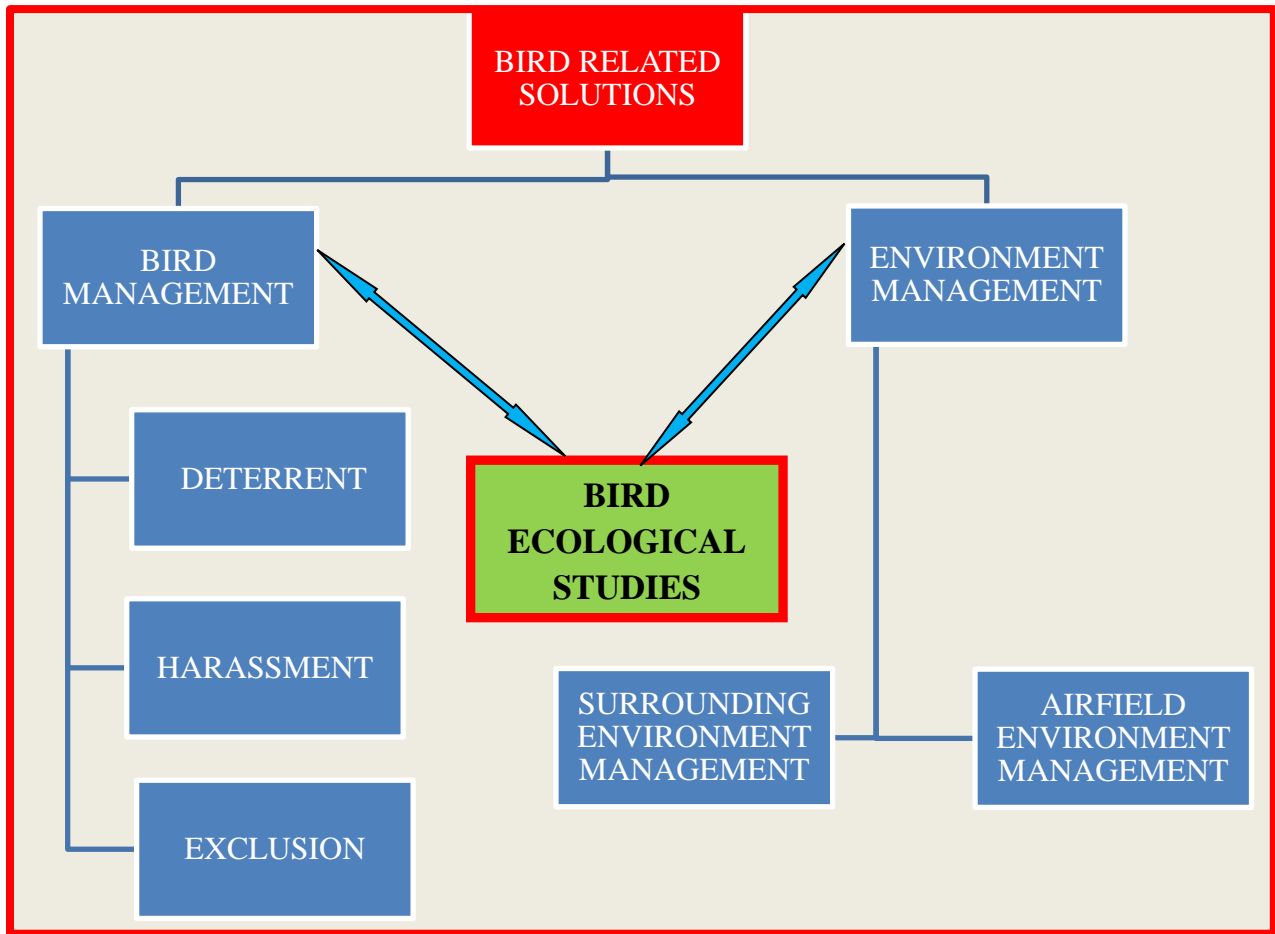 BIRD RELATED
SOLUTIONS
BIRD
MANAGEMENT
ENVIRONMENT
MANAGEMENT
DETERRENT
HARASSMENT
EXCLUSION
BIRD
ECOLOGICAL
STUDIES
SURROUNDING
ENVIRONMENT
MANAGEMENT
AIRFIELD
ENVIRONMENT
MANAGEMENT